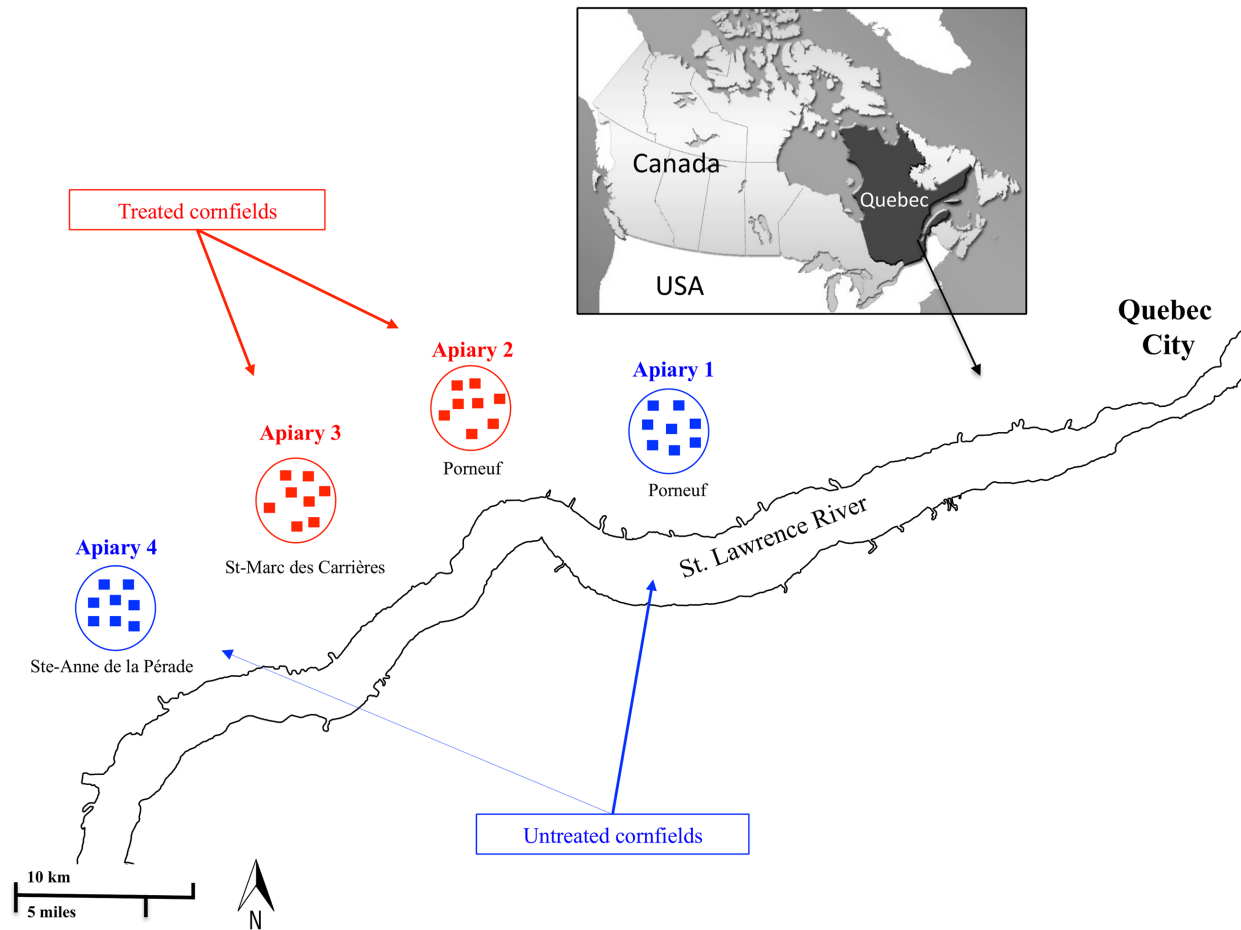 Canada
Quebec
USA
Treated cornfields
Quebec
City
Apiary 2
Porneuf
Apiary 1
Porneuf
Apiary 3
St-Marc des Carrières
Apiary 4
Ste-Anne de la Pérade
St. Lawrence River
Untreated cornfields
10 km
5 miles
N